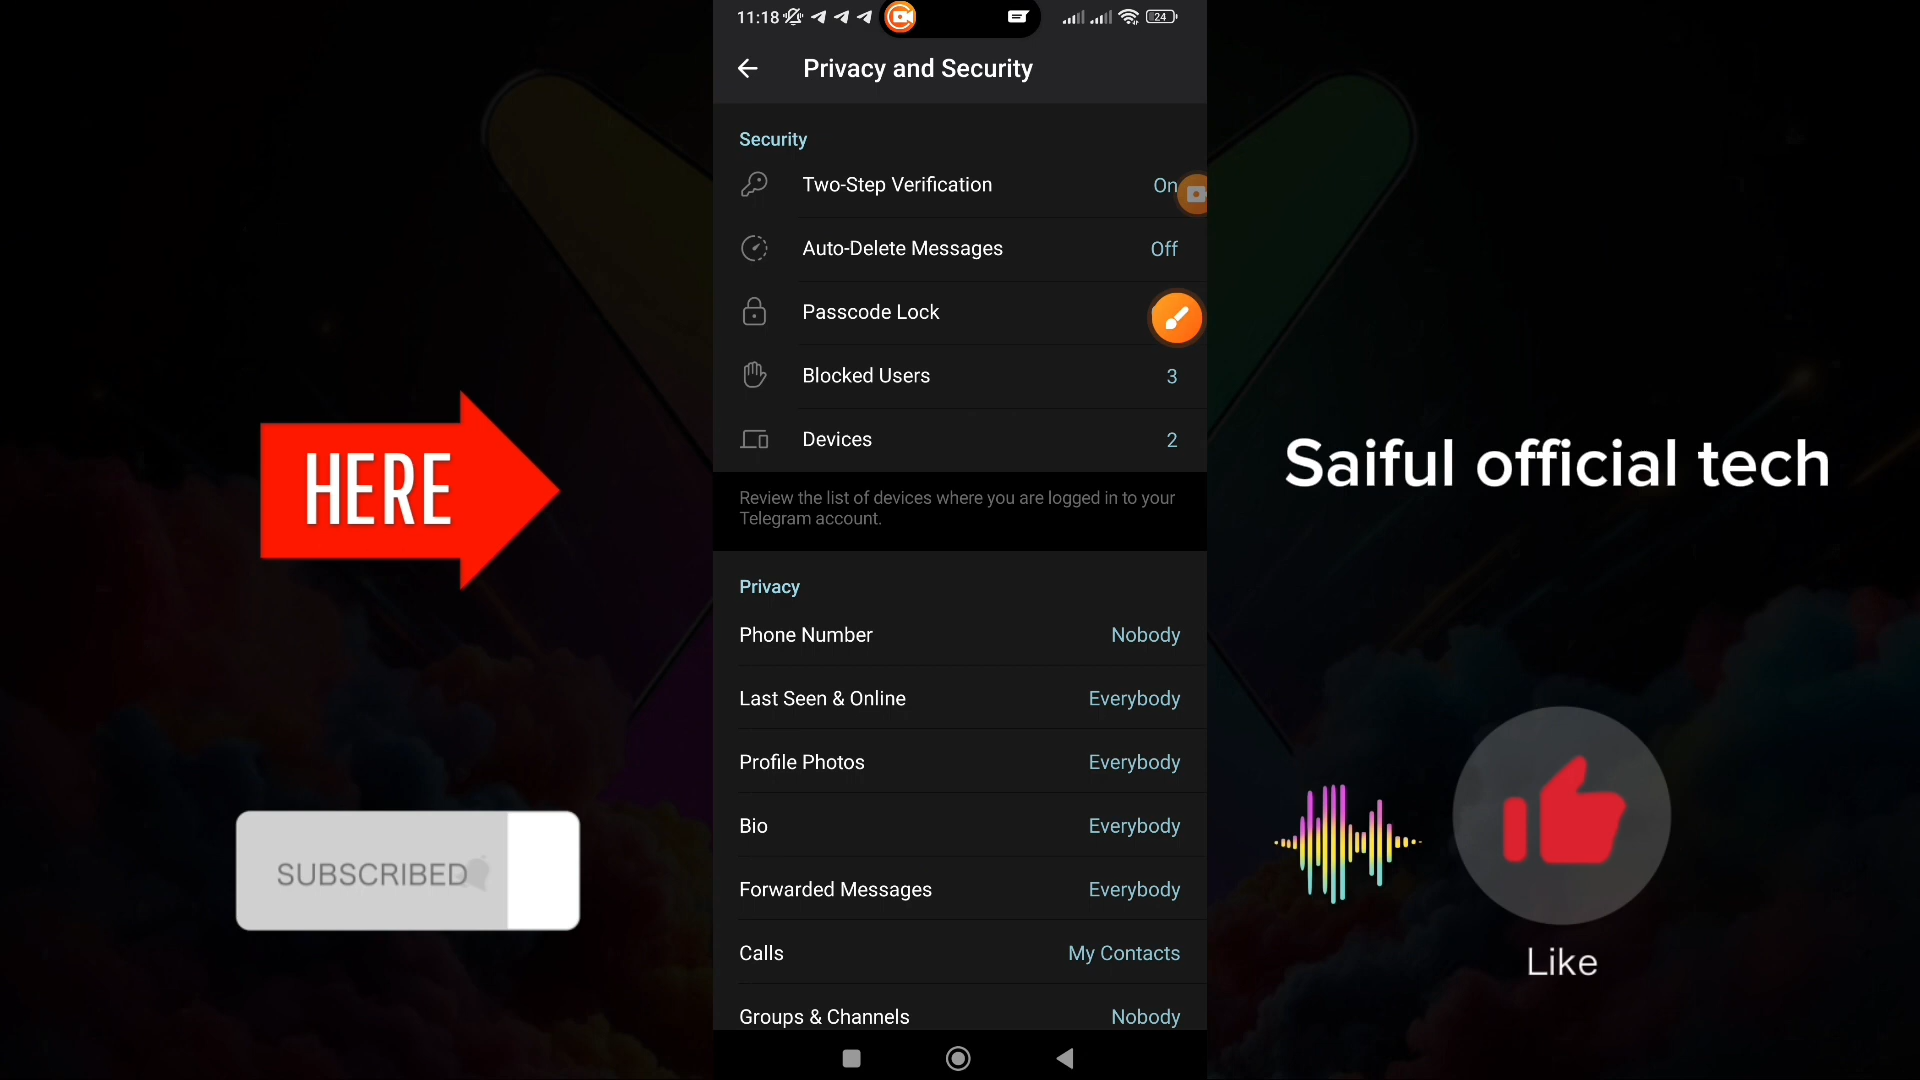 11:18
24
Privacy and Security
Security
Two-Step Verification
On
Auto-Delete Messages
Off
Passcode Lock
Blocked Users
3
Devices
2
Review the list of devices where you are logged in to your
Telegram account.
Privacy
Phone Number
Nobody
Last Seen & Online
Everybody
Profile Photos
Everybody
Bio
Everybody
Forwarded Messages
Everybody
Calls
My Contacts
Groups & Channels
Nobody
HERE
SUBSCRIBED
Saiful official tech
Like